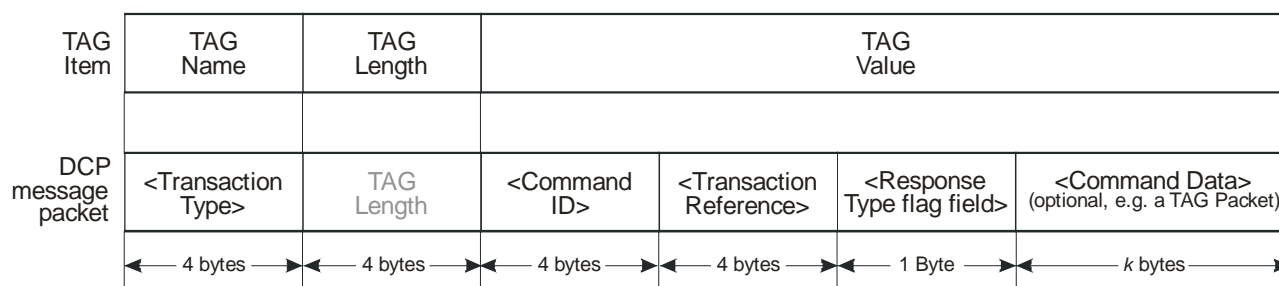 TAG Item
TAG Name
TAG Length
TAG Value
DCP message packet
<Transaction Type>
TAG Length
<Command ID>
<Transaction Reference>
<Response Type flag field>
<Command Data>
(optional, e.g. a TAG Packet)
4 bytes
4 bytes
4 bytes
4 bytes
1 Byte
k bytes